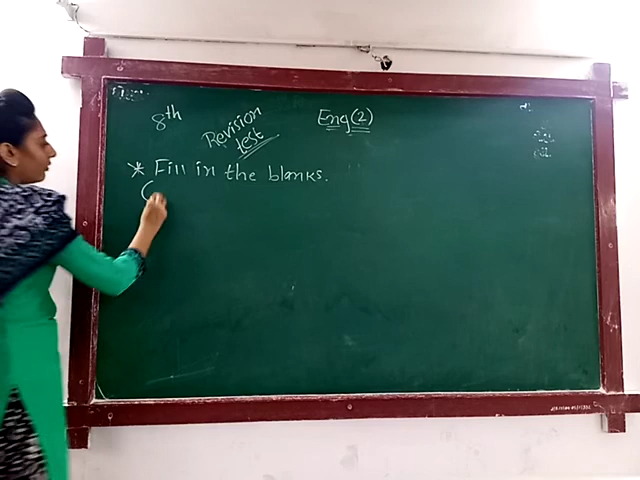 8th
Revision
test
Eng(2)
* Fill in the blanks.
(